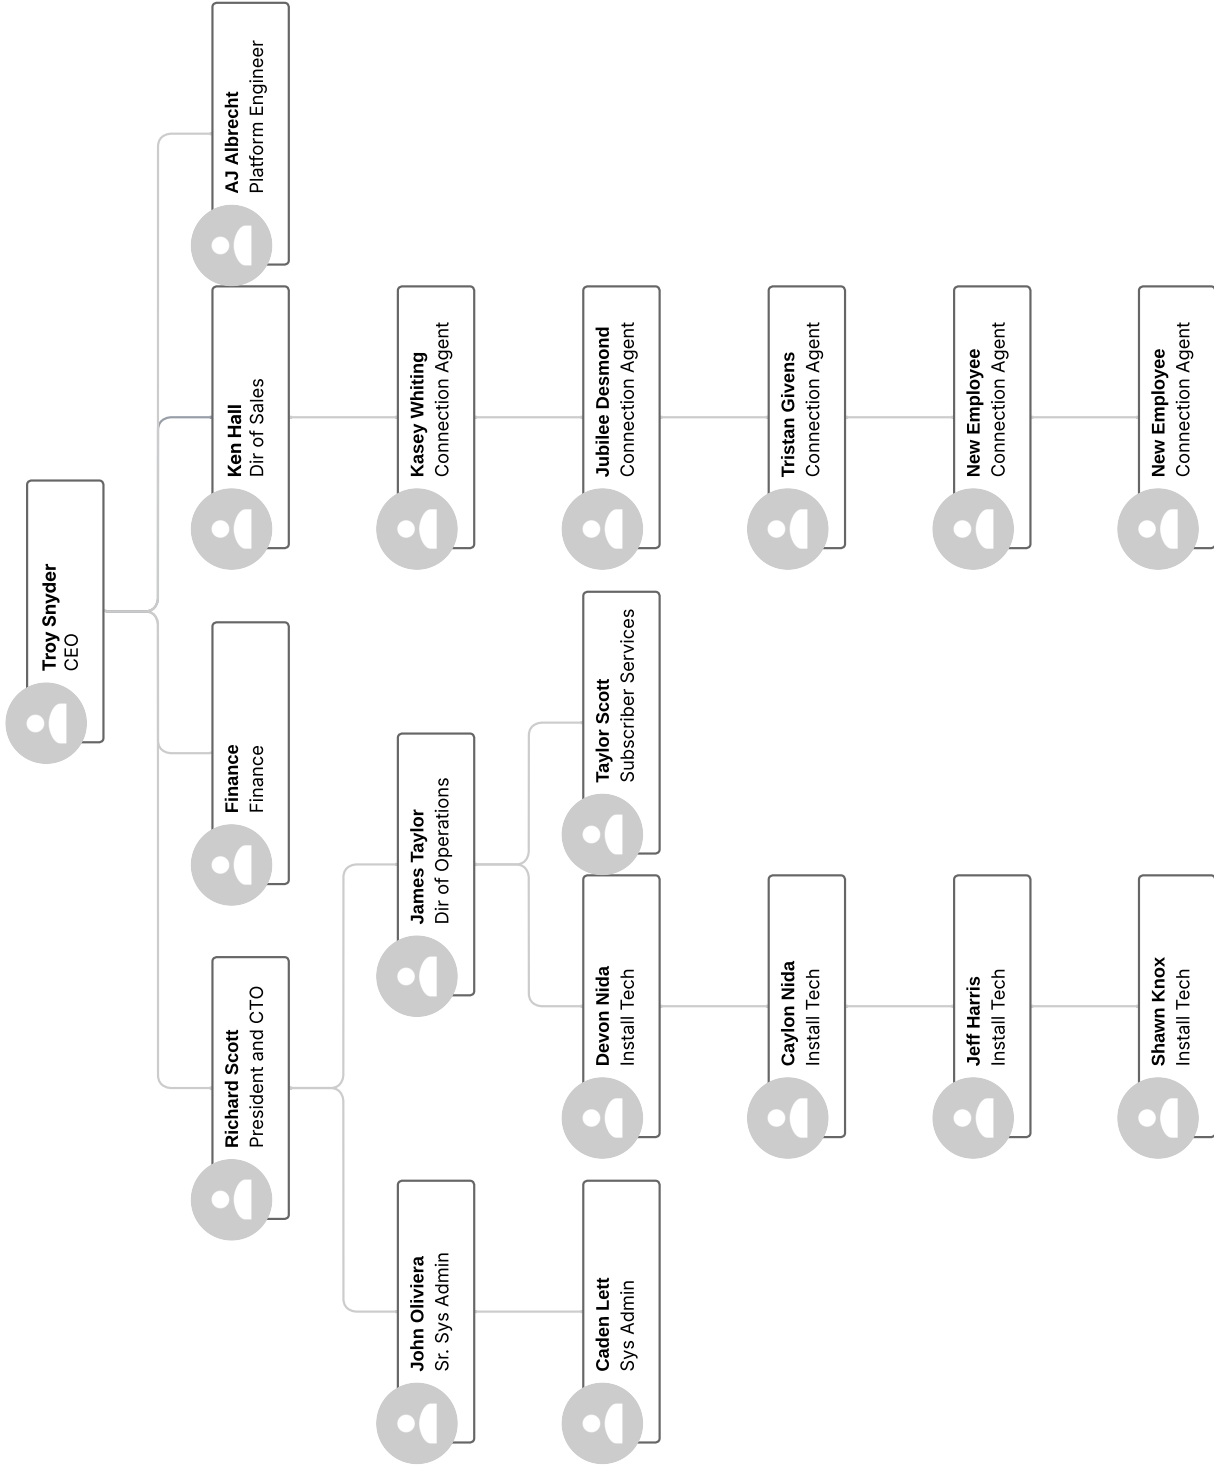 Troy Snyder
CEO
Richard Scott
President and CTO
Finance
Finance
Ken Hall
Dir of Sales
AJ Albrecht
Platform Engineer
John Oliviera
Sr. Sys Admin
James Taylor
Dir of Operations
Kasey Whiting
Connection Agent
Caden Lett
Sys Admin
Devon Nida
Install Tech
Taylor Scott
Subscriber Services
Jubilee Desmond
Connection Agent
Caylon Nida
Install Tech
Tristan Givens
Connection Agent
Jeff Harris
Install Tech
New Employee
Connection Agent
Shawn Knox
Install Tech
New Employee
Connection Agent